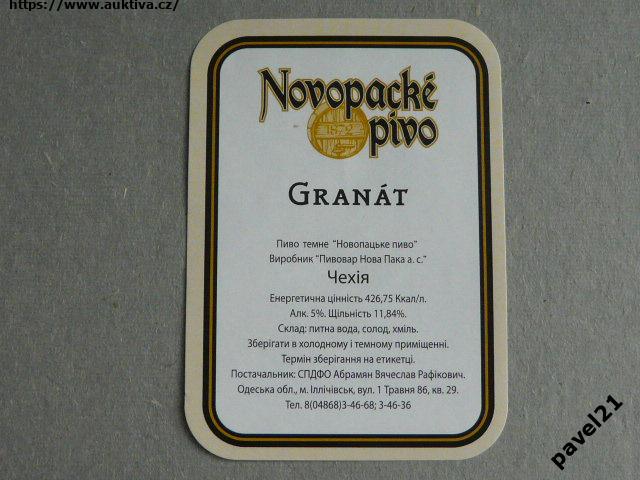 https://www.auktiva.cz/
Novopacké
1872
pivo
GRANÁT
Пиво темне "Новопацьке пиво"
Виробник "Пивовар Нова Пака а. с."
Чехія
Енергетична цінність 426,75 Ккал/л.
Алк. 5%. Щільність 11,84%.
Склад: питна вода, солод, хміль.
Зберігати в холодному і темному приміщенні.
Термін зберігання на етикетці.
Постачальник: СПДФО Абрамян Вячеслав Рафікович.
Одеська обл., м. Іллічівськ, вул. 1 Травня 86, кв. 29.
Тел. 8(04868)3-46-68; 3-46-36
pavel21